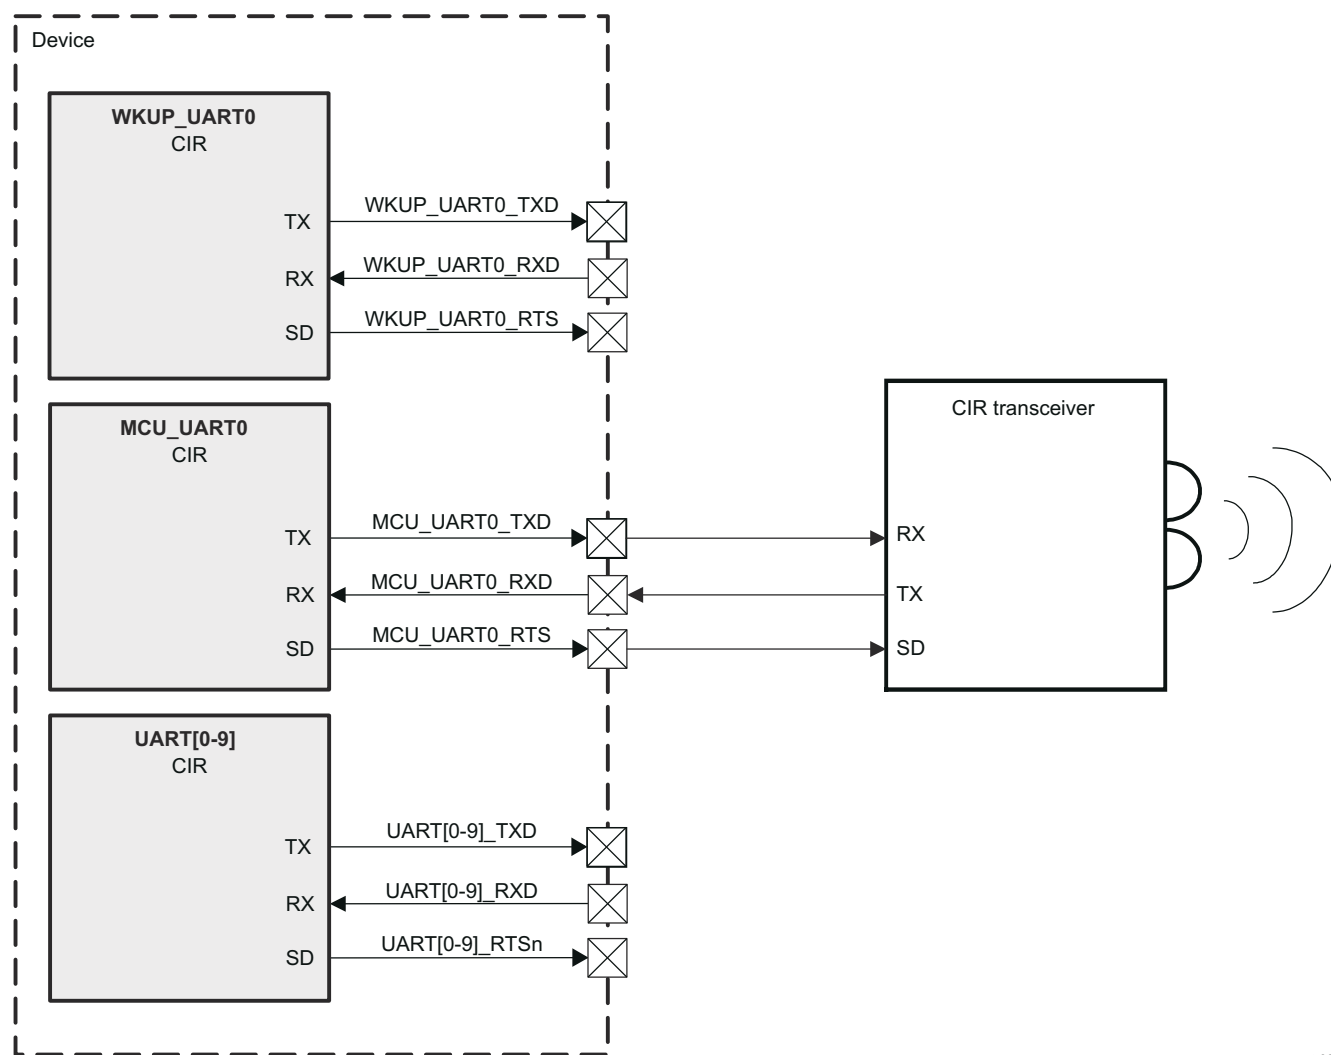 Device
WKUP_UART0
CIR
TX
WKUP_UART0_TXD
RX
WKUP_UART0_RXD
SD
WKUP_UART0_RTS
MCU_UART0
CIR
TX
MCU_UART0_TXD
RX
MCU_UART0_RXD
SD
MCU_UART0_RTS
CIR transceiver
RX
TX
SD
UART[0-9]
CIR
TX
UART[0-9]_TXD
RX
UART[0-9]_RXD
SD
UART[0-9]_RTSn